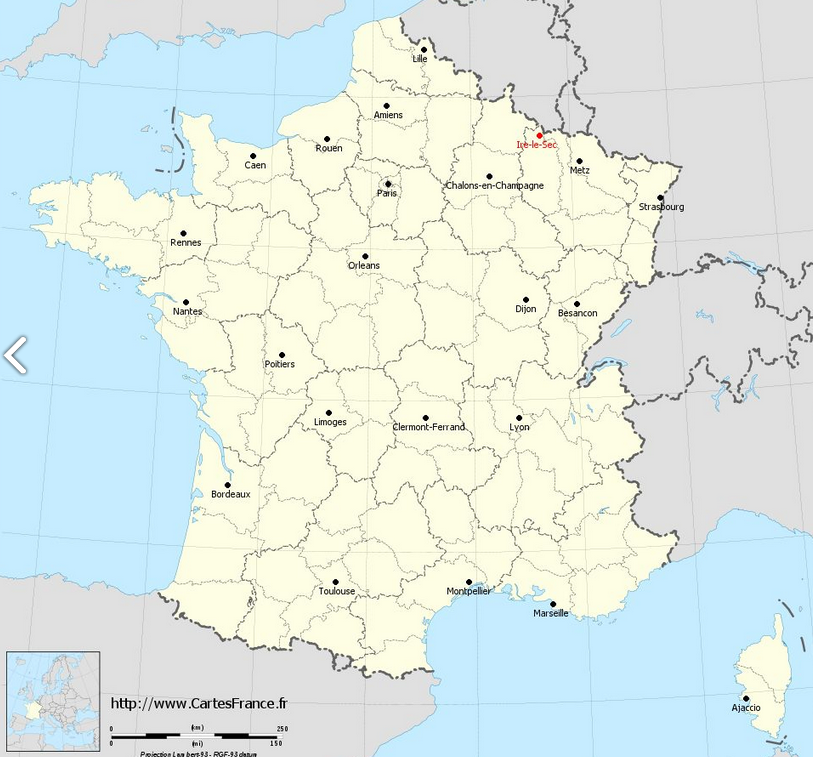 Lille
Amiens
Ire-le-Sec
Rouen
Caen
Metz
Chalons-en-Champagne
Paris
Strasbourg
Rennes
Orleans
Nantes
Dijon
Besancon
Poitiers
Limoges
Clermont-Ferrand
Lyon
Bordeaux
Toulouse
Montpellier
Marseille
http://www.CartesFrance.fr
Ajaccio
0 (km) 250
0 (mi) 150
Projection Lambert-93 - RGF-93 datum